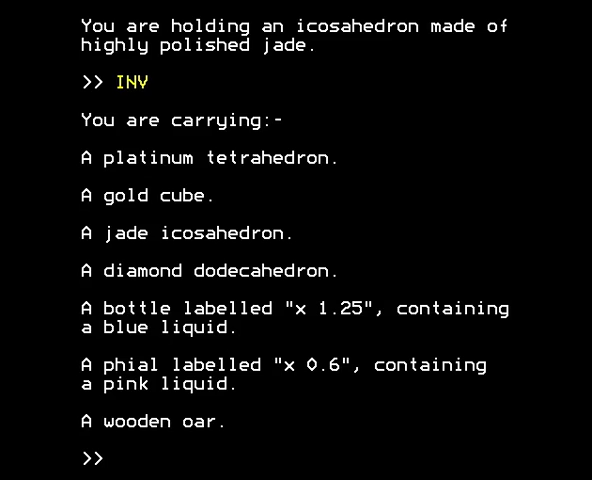 You are holding an icosahedron made of
highly polished jade.
>> INV
You are carrying:-
A platinum tetrahedron.
A gold cube.
A jade icosahedron.
A diamond dodecahedron.
A bottle labelled "x 1.25", containing
a blue liquid.
A phial labelled "x 0.6", containing
a pink liquid.
A wooden oar.
>>